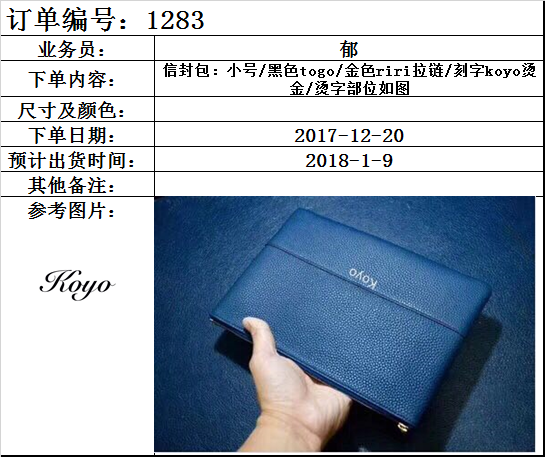 订单编号：1283
业务员：
郁
下单内容：
信封包：小号/黑色togo/金色riri拉链/刻字koyo烫
金/烫字部位如图
尺寸及颜色：
下单日期：
2017-12-20
预计出货时间：
2018-1-9
其他备注：
参考图片：
Koyo
Koyo